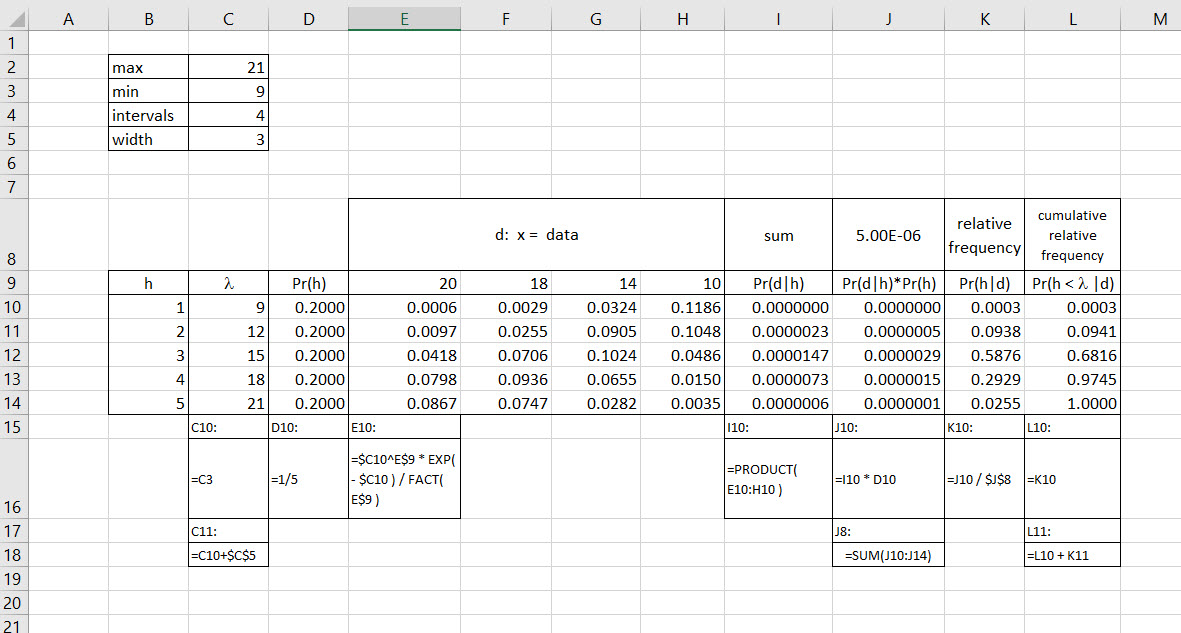 A B C D E F G H I J K L M
1
2 max 21
3 min 9
4 intervals 4
5 width 3
6
7
8 d: x = data sum 5.00E-06 relative frequency cumulative relative frequency
9 h λ Pr(h) 20 18 14 10 Pr(d|h) Pr(d|h)*Pr(h) Pr(h|d) Pr(h < λ |d)
10 1 9 0.2000 0.0006 0.0029 0.0324 0.1186 0.0000000 0.0000000 0.0003 0.0003
11 2 12 0.2000 0.0097 0.0255 0.0905 0.1048 0.0000023 0.0000005 0.0938 0.0941
12 3 15 0.2000 0.0418 0.0706 0.1024 0.0486 0.0000147 0.0000029 0.5876 0.6816
13 4 18 0.2000 0.0798 0.0936 0.0655 0.0150 0.0000073 0.0000015 0.2929 0.9745
14 5 21 0.2000 0.0867 0.0747 0.0282 0.0035 0.0000006 0.0000001 0.0255 1.0000
15 C10: D10: E10: I10: J10: K10: L10:
16 =C3 =1/5 =$C10^E$9 * EXP( - $C10 ) / FACT( E$9 ) =PRODUCT( E10:H10 ) =I10 * D10 =J10 / $J$8 =K10
17 C11: J8: L11:
18 =C10+$C$5 =SUM(J10:J14) =L10 + K11
19
20
21